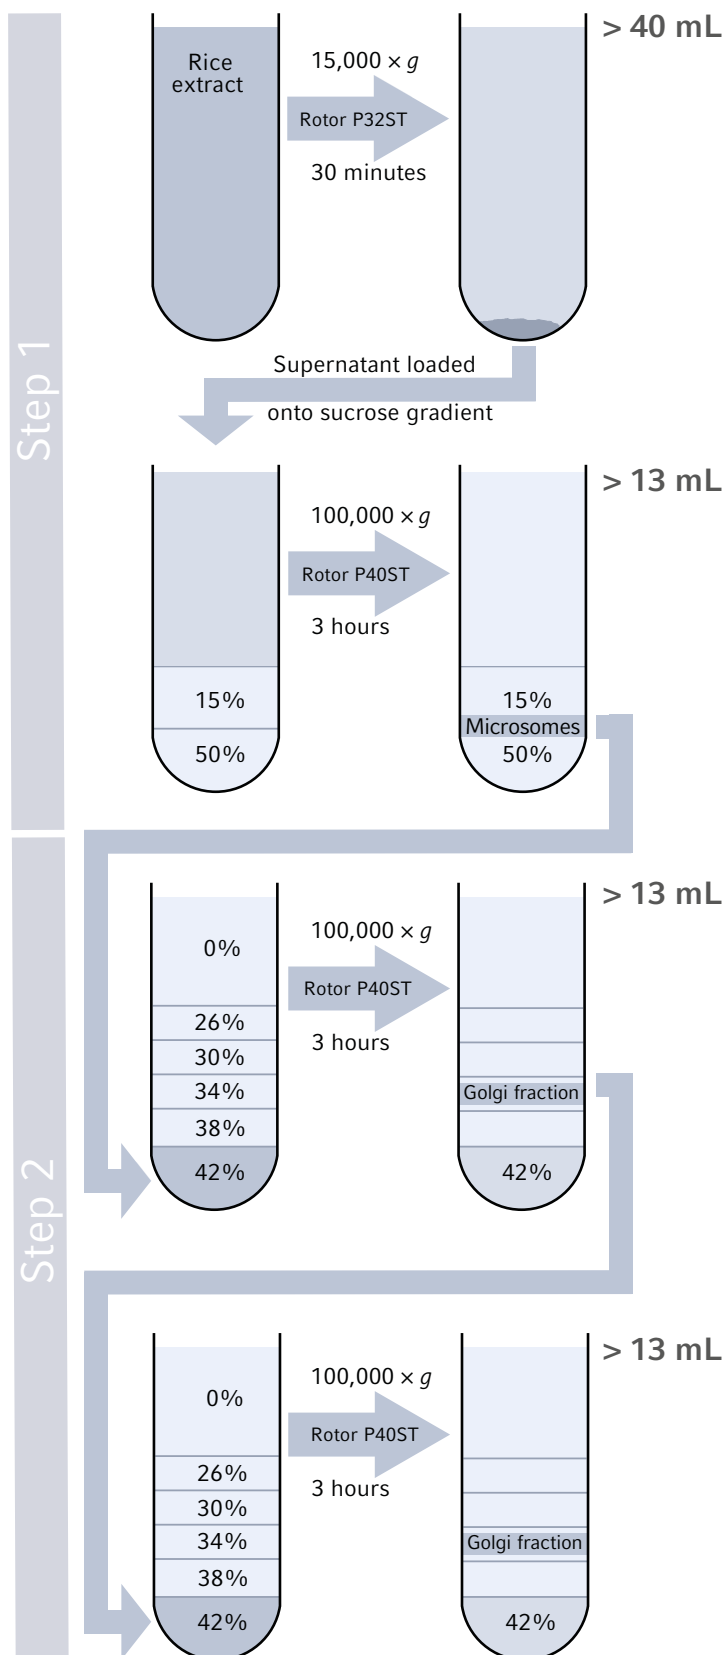 Step 1
Rice
extract
15,000 × g
Rotor P32ST
30 minutes
> 40 mL
Supernatant loaded
onto sucrose gradient
15%
50%
100,000 × g
Rotor P40ST
3 hours
> 13 mL
15%
Microsomes
50%
Step 2
0%
26%
30%
34%
38%
42%
100,000 × g
Rotor P40ST
3 hours
> 13 mL
Golgi fraction
42%
0%
26%
30%
34%
38%
42%
100,000 × g
Rotor P40ST
3 hours
> 13 mL
Golgi fraction
42%